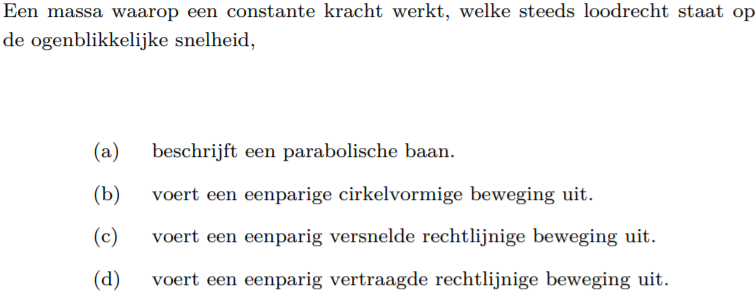 Een massa waarop een constante kracht werkt, welke steeds loodrecht staat op
de ogenblikkelijke snelheid,
(a) beschrijft een parabolische baan.
(b) voert een eenparige cirkelvormige beweging uit.
(c) voert een eenparig versnelde rechtlijnige beweging uit.
(d) voert een eenparig vertraagde rechtlijnige beweging uit.